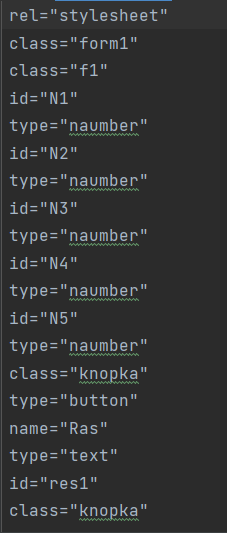 rel="stylesheet"
class="form1"
class="f1"
id="N1"
type="naumber"
id="N2"
type="naumber"
id="N3"
type="naumber"
id="N4"
type="naumber"
id="N5"
type="naumber"
class="knopka"
type="button"
name="Ras"
type="text"
id="res1"
class="knopka"